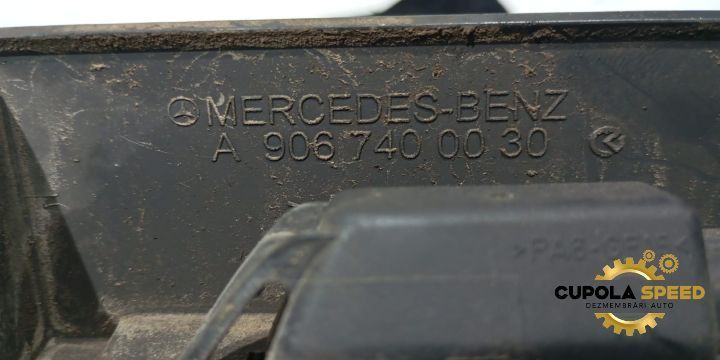 MERCEDES-BENZ
A 906 740 00 30
CUPOLA SPEED
DEZMEMBRĂRI AUTO